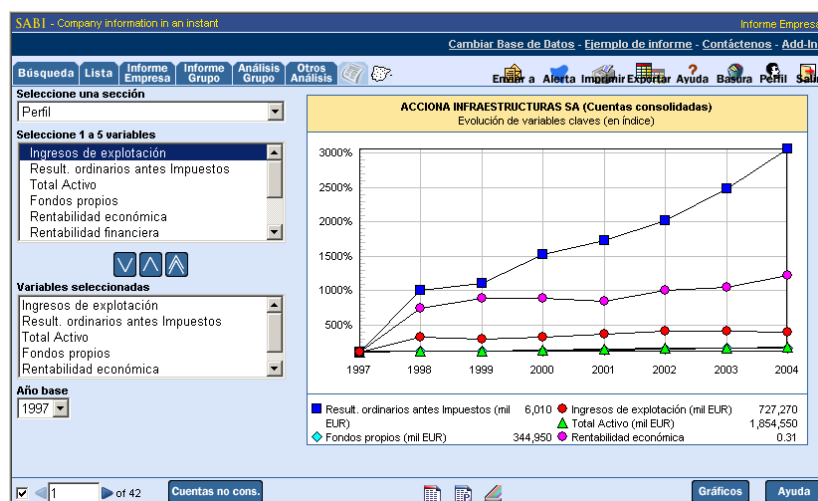 SABI - Company information in an instant
Informe Empresa
Cambiar Base de Datos - Ejemplo de informe - Contáctenos - Add-In
Búsqueda Lista Informe Empresa Informe Grupo Análisis Grupo Otros Análisis
Enviar a Alerta Imprimir Exportar Ayuda Basura Perfil Salir
Seleccione una sección
Perfil
Seleccione 1 a 5 variables
Ingresos de explotación
Result. ordinarios antes Impuestos
Total Activo
Fondos propios
Rentabilidad económica
Rentabilidad financiera
Variables seleccionadas
Ingresos de explotación
Result. ordinarios antes Impuestos
Total Activo
Fondos propios
Rentabilidad económica
Año base
1997
ACCIONA INFRAESTRUCTURAS SA (Cuentas consolidadas)
Evolución de variables claves (en índice)
3000%
2500%
2000%
1500%
1000%
500%
1997 1998 1999 2000 2001 2002 2003 2004
Result. ordinarios antes Impuestos (mil EUR) 6,010
Ingresos de explotación (mil EUR) 727,270
Total Activo (mil EUR) 1,854,550
Fondos propios (mil EUR) 344,950
Rentabilidad económica 0.31
1 of 42 Cuentas no cons. Gráficos Ayuda